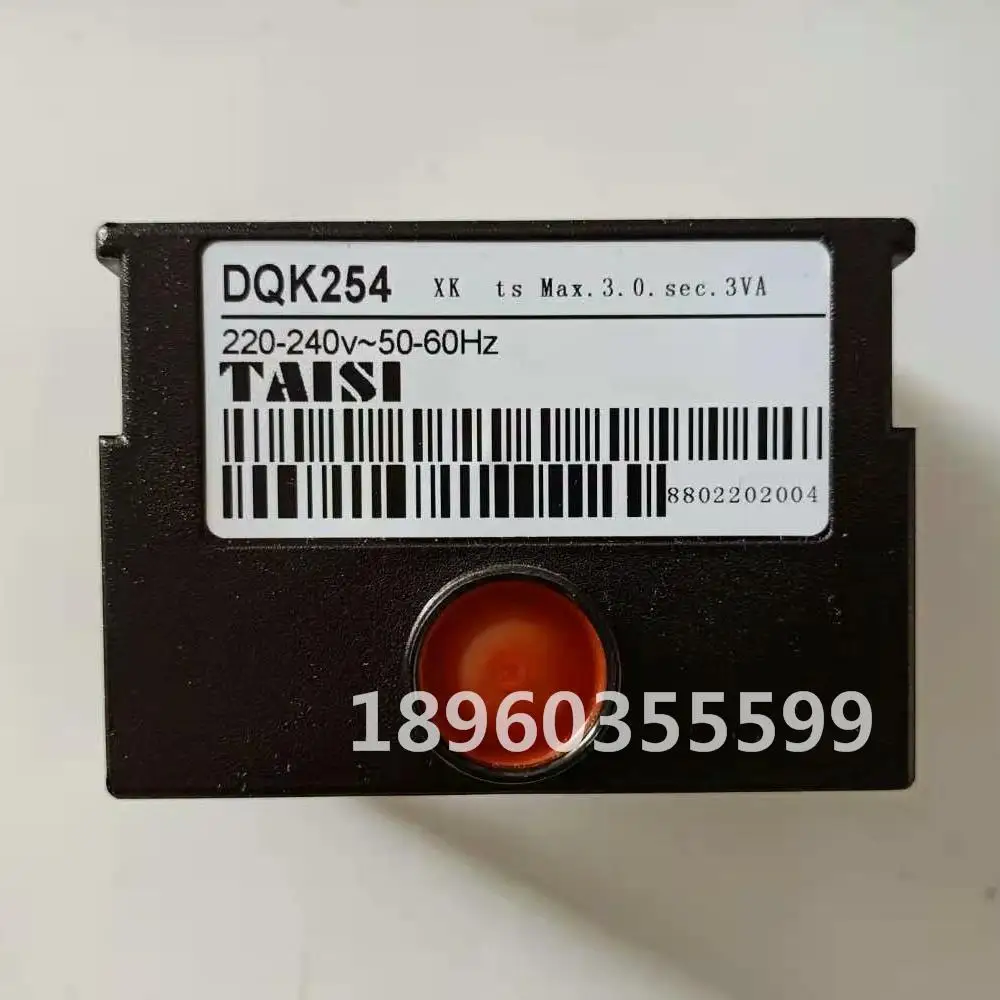 DQK254 XK ts Max.3.0.sec.3VA
220-240v~50-60Hz
TAISI
8802202004
18960355599